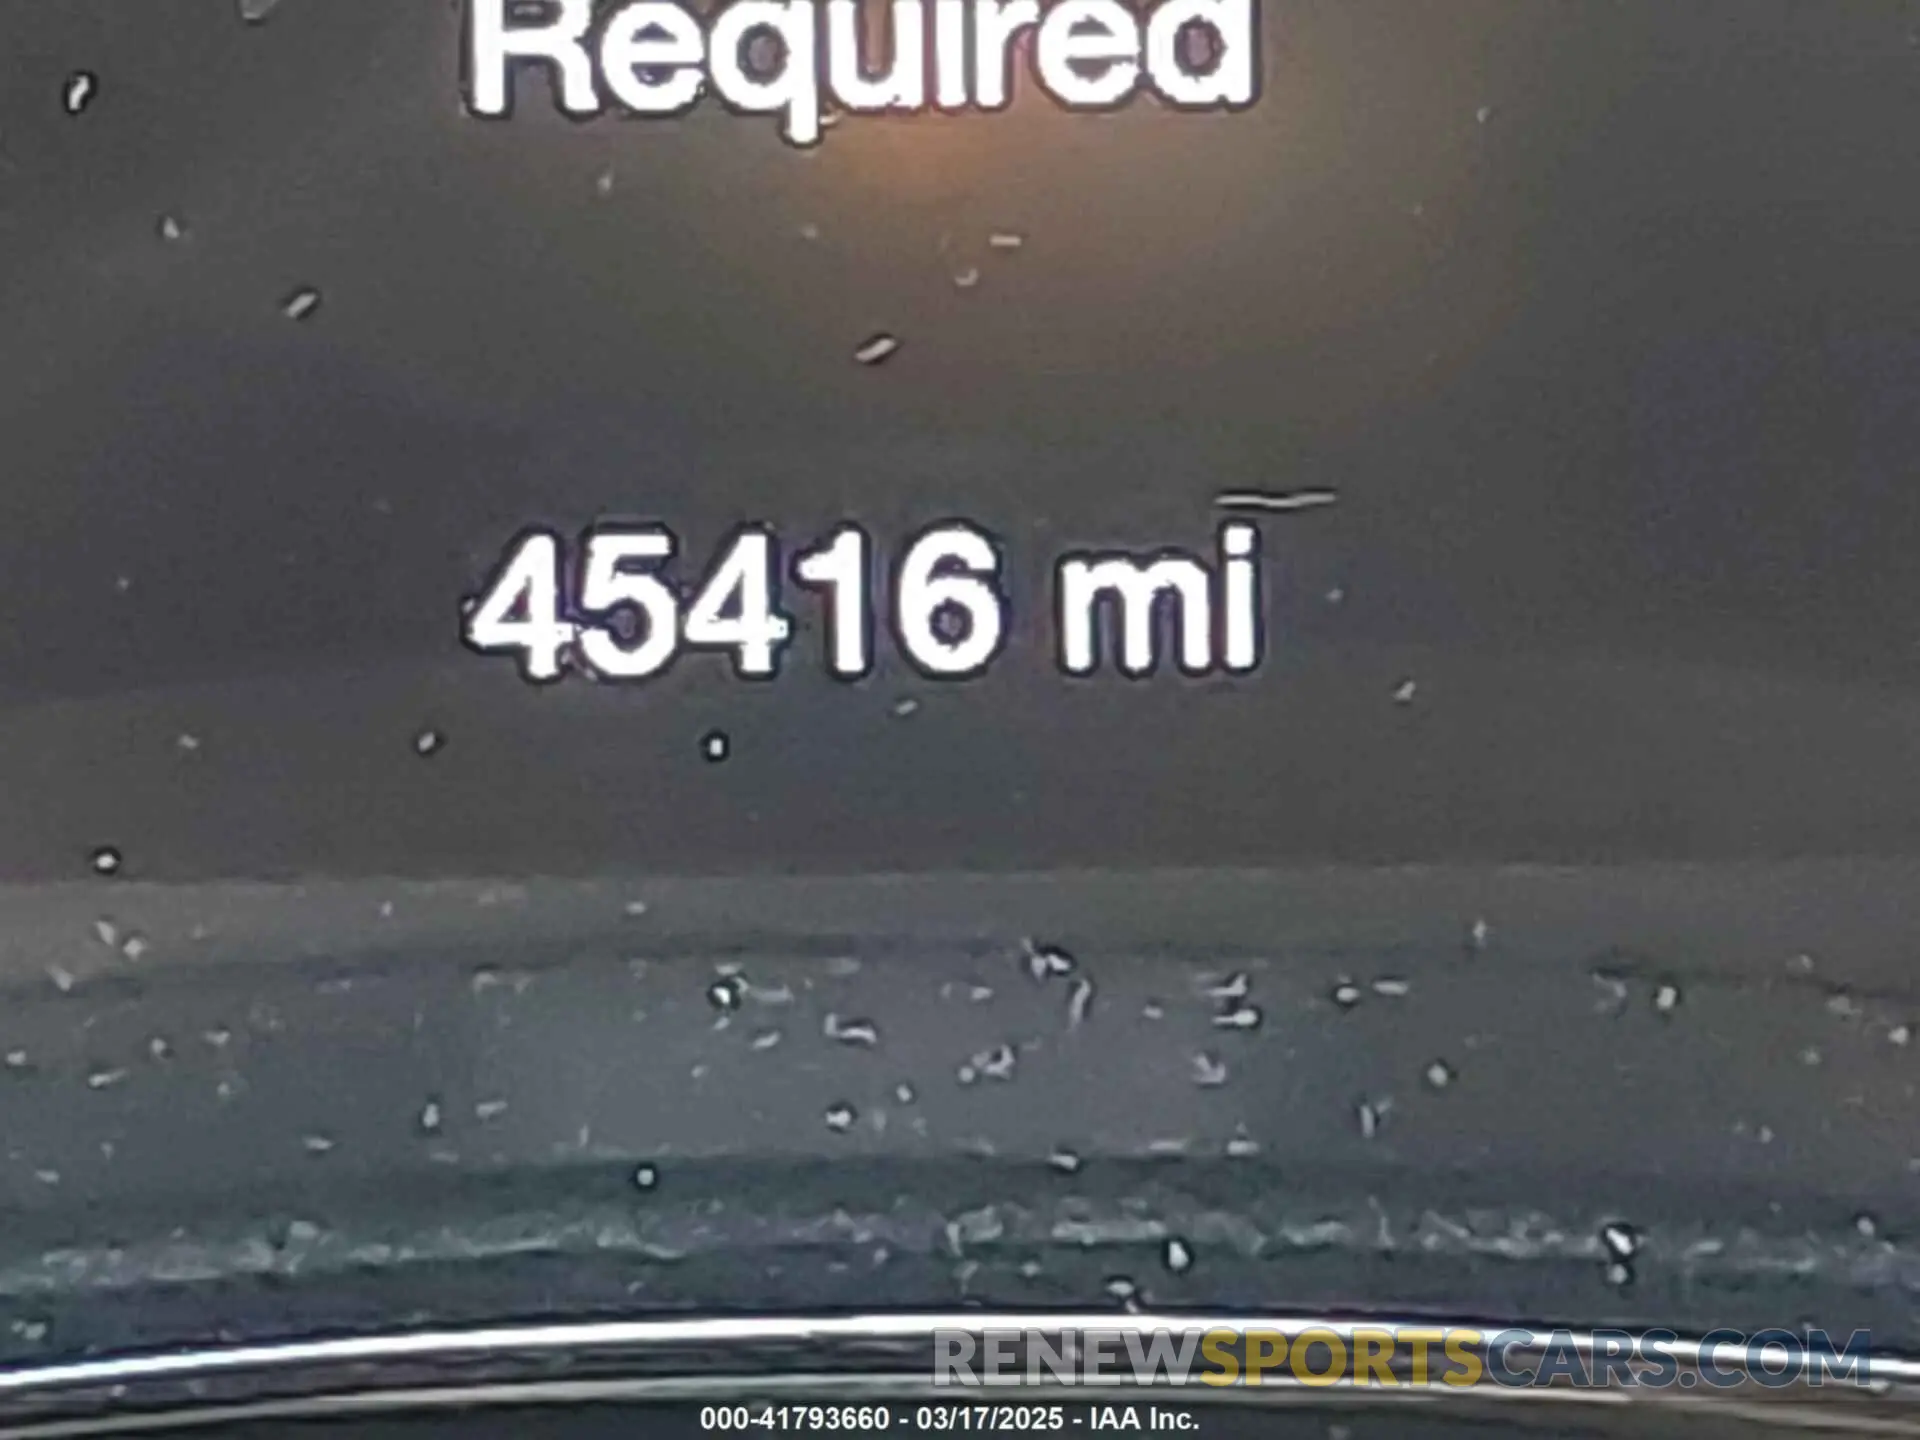 Required
45416 mi
RENEWSPORTSCARS.COM
000-41793660 - 03/17/2025 - IAA Inc.